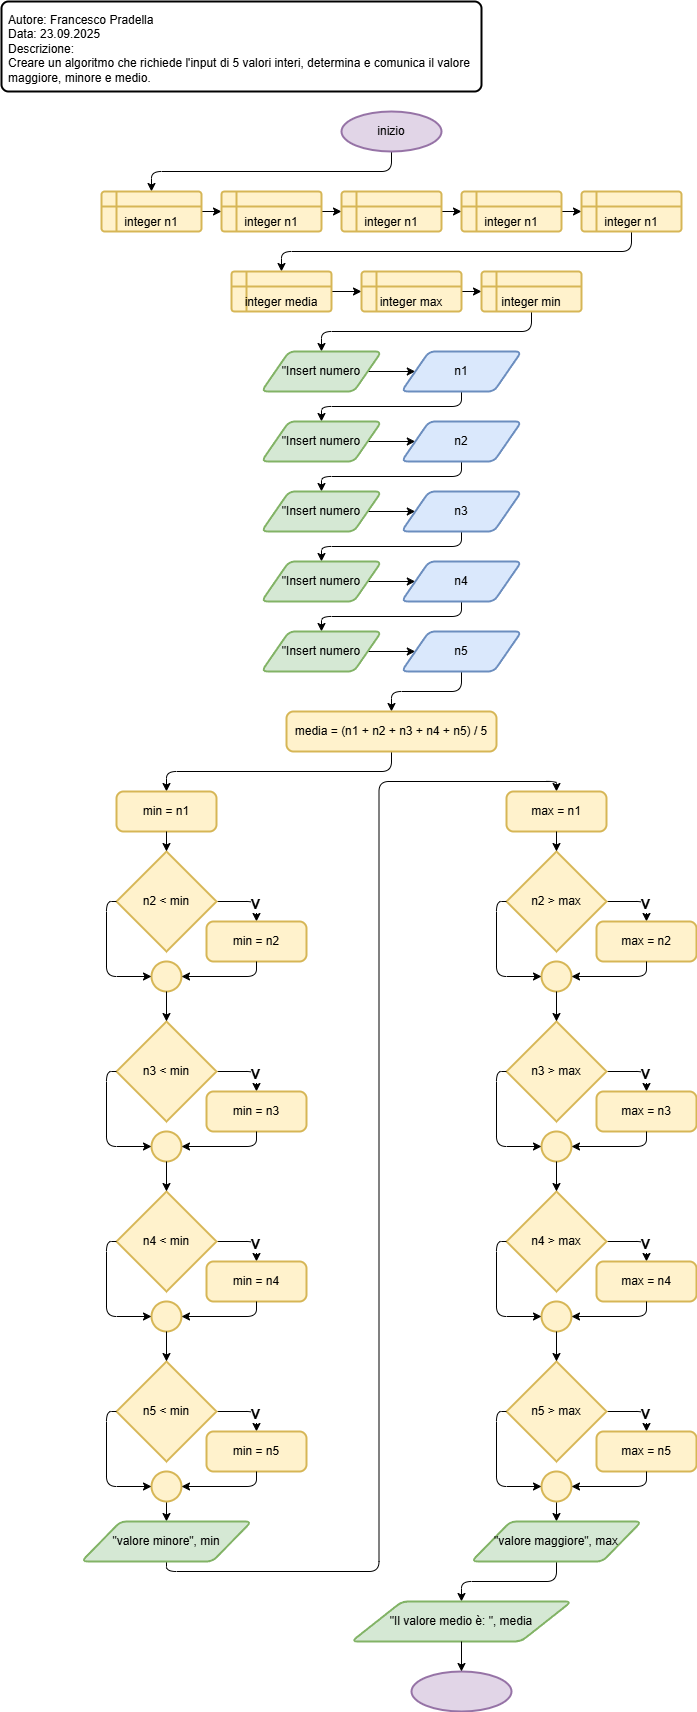 Autore: Francesco Pradella
Data: 23.09.2025
Descrizione:
Creare un algoritmo che richiede l'input di 5 valori interi, determina e comunica il valore
maggiore, minore e medio.
inizio
integer n1
integer n1
integer n1
integer n1
integer n1
integer media
integer max
integer min
"Insert numero
n1
"Insert numero
n2
"Insert numero
n3
"Insert numero
n4
"Insert numero
n5
media = (n1 + n2 + n3 + n4 + n5) / 5
min = n1
n2 < min
V
min = n2
n3 < min
V
min = n3
n4 < min
V
min = n4
n5 < min
V
min = n5
"valore minore", min
max = n1
n2 > max
V
max = n2
n3 > max
V
max = n3
n4 > max
V
max = n4
n5 > max
V
max = n5
"valore maggiore", max
"Il valore medio è: ", media